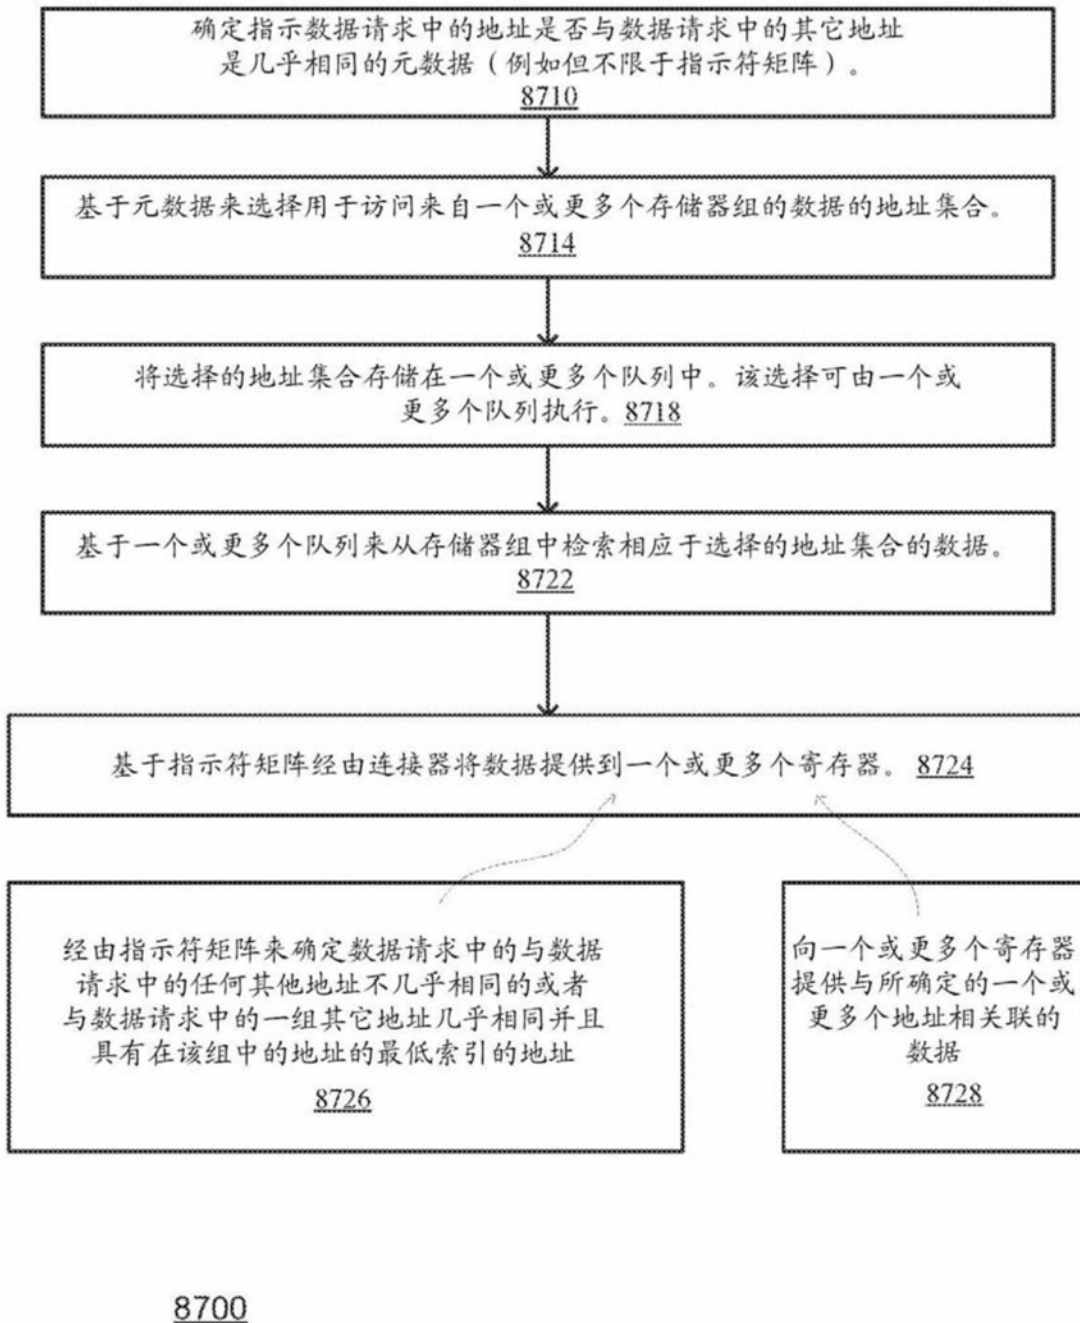 确定指示数据请求中的地址是否与数据请求中的其它地址
是几乎相同的元数据（例如但不限于指示符矩阵）。
8710
基于元数据来选择用于访问来自一个或更多个存储器组的数据的地址集合。
8714
将选择的地址集合存储在一个或更多个队列中。该选择可由一个或
更多个队列执行。8718
基于一个或更多个队列来从存储器组中检索相应于选择的地址集合的数据。
8722
基于指示符矩阵经由连接器将数据提供到一个或更多个寄存器。 8724
经由指示符矩阵来确定数据请求中的与数据
请求中的任何其他地址不几乎相同的或者
与数据请求中的一组其它地址几乎相同并且
具有在该组中的地址的最低索引的地址
8726
向一个或更多个寄存器
提供与所确定的一个或
更多个地址相关联的
数据
8728
8700